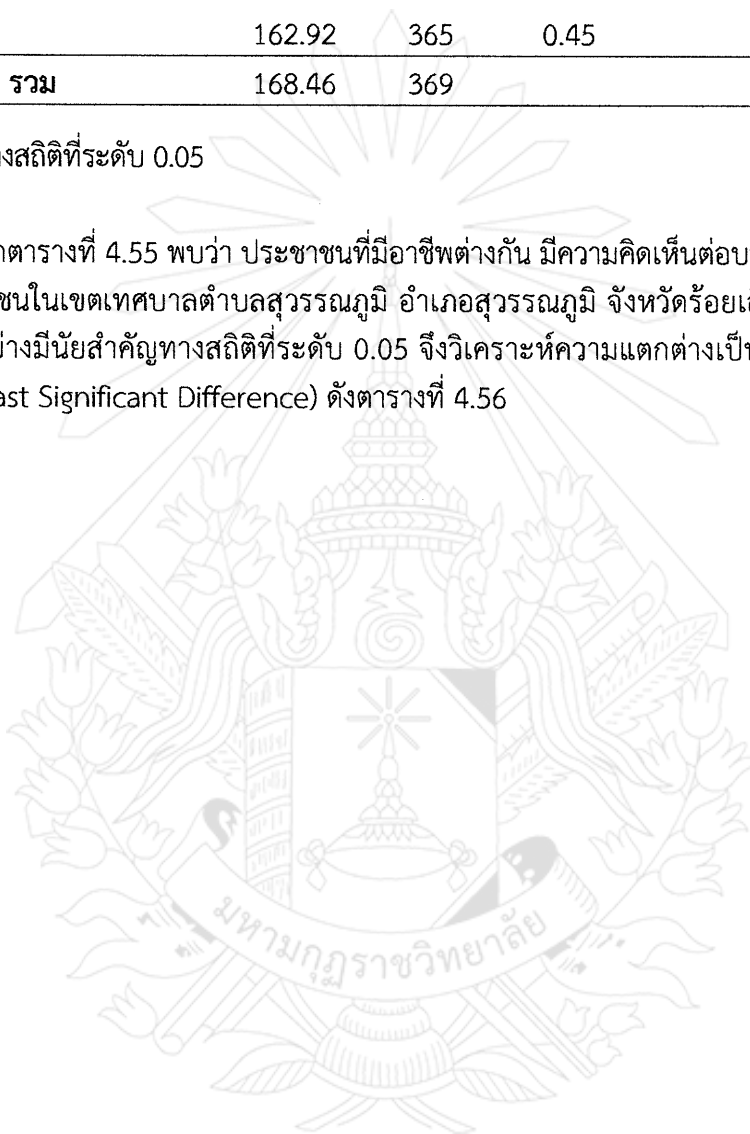 162.92 365 0.45
รวม 168.46 369
งสถิติที่ระดับ 0.05
ตารางที่ 4.55 พบว่า ประชาชนที่มีอาชีพต่างกัน มีความคิดเห็นต่อบ
ชนในเขตเทศบาลตำบลสุวรรณภูมิ อำเภอสุวรรณภูมิ จังหวัดร้อยเ
างมีนัยสำคัญทางสถิติที่ระดับ 0.05 จึงวิเคราะห์ความแตกต่างเป็
ast Significant Difference) ดังตารางที่ 4.56
มหามกุฏราชวิทยาลัย